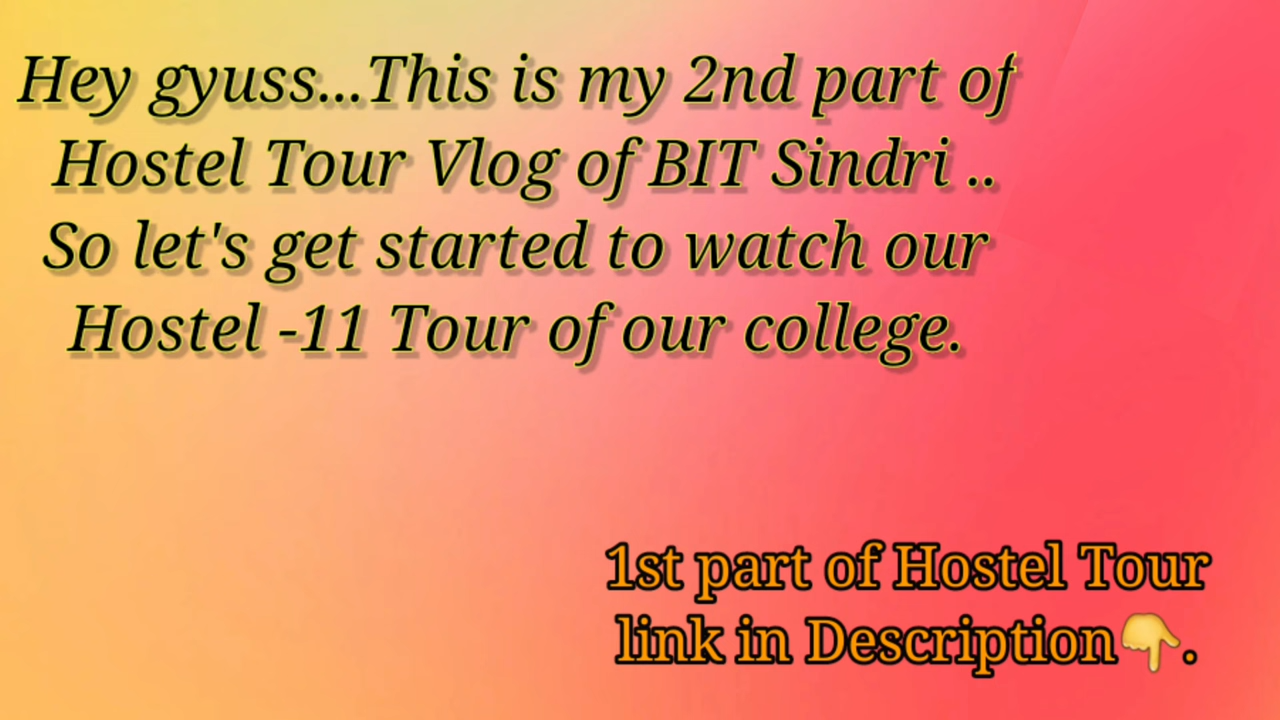 Hey gyuss...This is my 2nd part of
Hostel Tour Vlog of BIT Sindri ..
So let's get started to watch our
Hostel -11 Tour of our college.
1st part of Hostel Tour
link in Description👇.